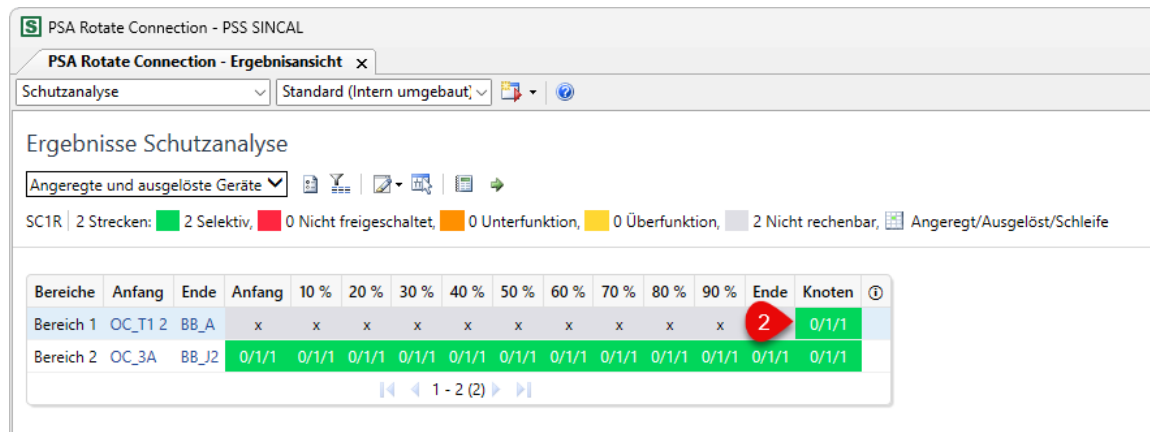 S PSA Rotate Connection - PSS SINCAL
PSA Rotate Connection - Ergebnisansicht x
Schutzanalyse Standard (Intern umgebaut)
Ergebnisse Schutzanalyse
Angeregte und ausgelöste Geräte
SC1R 2 Strecken: 2 Selektiv, 0 Nicht freigeschaltet, 0 Unterfunktion, 0 Überfunktion, 2 Nicht rechenbar, Angeregt/Ausgelöst/Schleife
Bereiche Anfang Ende Anfang 10 % 20 % 30 % 40 % 50 % 60 % 70 % 80 % 90 % Ende Knoten
Bereich 1 OC_T1 2 BB_A x x x x x x x x x x 2 0/1/1
Bereich 2 OC_3A BB_J2 0/1/1 0/1/1 0/1/1 0/1/1 0/1/1 0/1/1 0/1/1 0/1/1 0/1/1 0/1/1 0/1/1 0/1/1
1 - 2 (2)